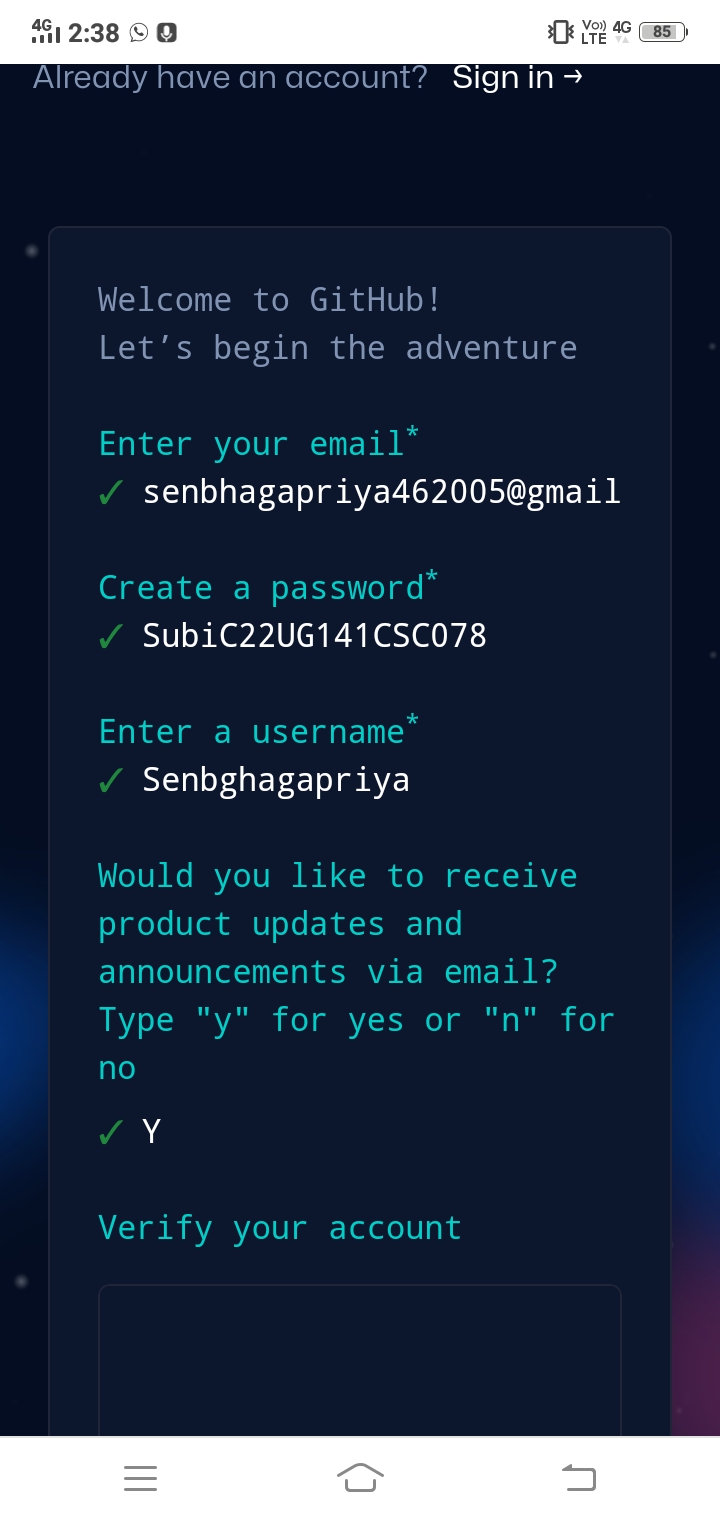 4G 2:38 Vo)) LTE 4G 85
Already have an account? Sign in →
Welcome to GitHub!
Let’s begin the adventure
Enter your email*
✓ senbhagapriya462005@gmail
Create a password*
✓ SubiC22UG141CSC078
Enter a username*
✓ Senbghagapriya
Would you like to receive
product updates and
announcements via email?
Type "y" for yes or "n" for
no
✓ Y
Verify your account